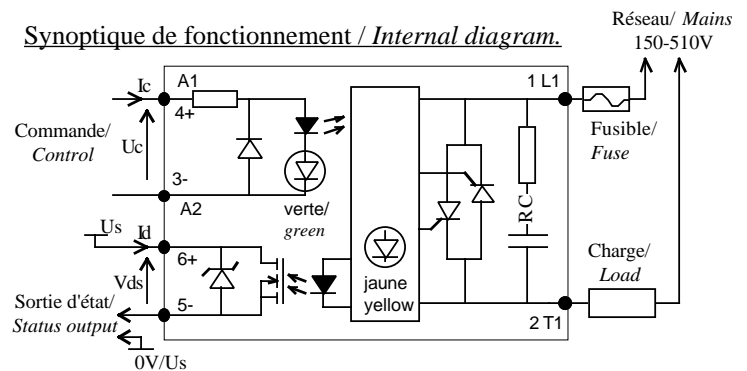 Synoptique de fonctionnement / Internal diagram.
Réseau/ Mains
150-510V
Ic
A1
4+
1 L1
Commande/
Control
Uc
Fusible/
Fuse
3-
A2
verte/
green
RC
Us
Id
6+
Vds
jaune
yellow
Charge/
Load
Sortie d'état/
Status output
5-
2 T1
0V/Us